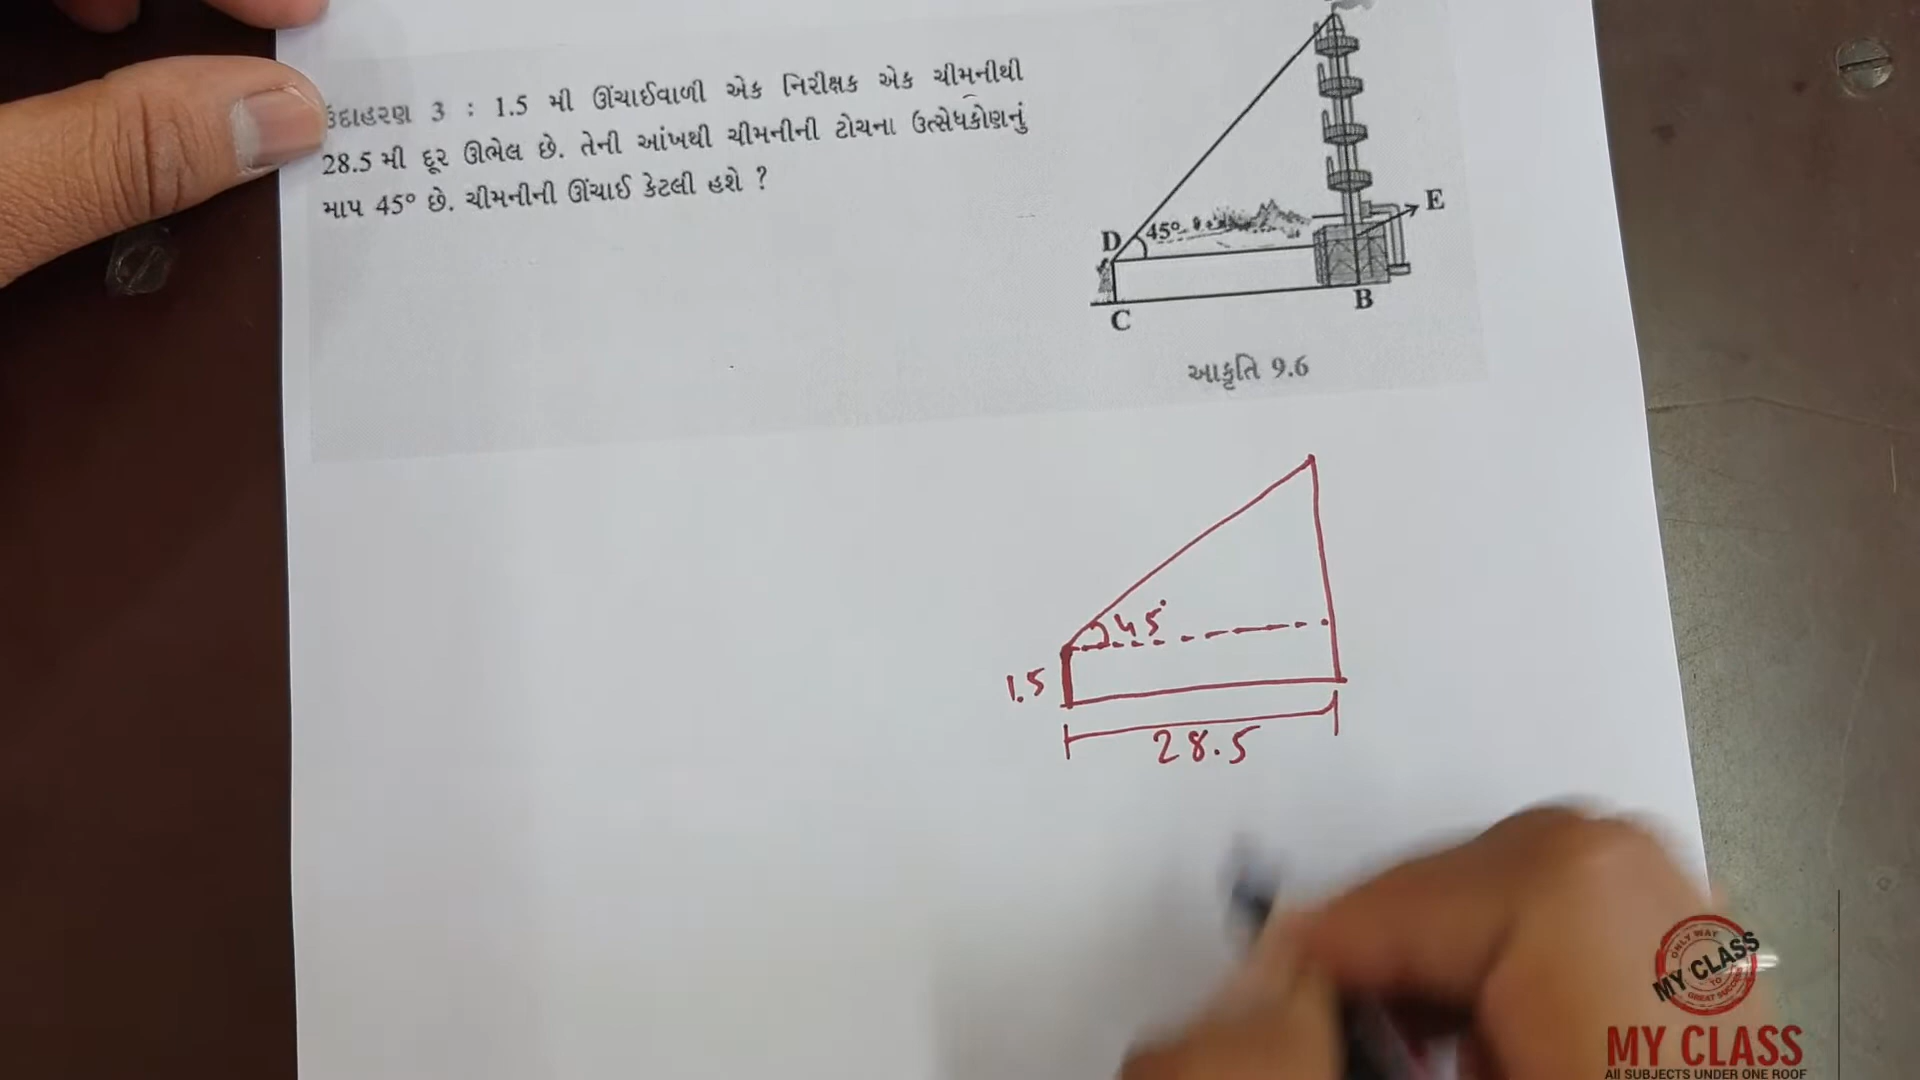 ઉદાહરણ 3 : 1.5 મી ઊંચાઈવાળી એક નિરીક્ષક એક ચીમનીથી
28.5 મી દૂર ઊભેલ છે. તેની આંખથી ચીમનીની ટોચના ઉત્સેધકોણનું
માપ 45° છે. ચીમનીની ઊંચાઈ કેટલી હશે ?
E
D
45°
B
C
આકૃતિ 9.6
45°
1.5
28.5
ONLY WAY
MY CLASS
TO
GREAT SUCCESS
MY CLASS
All SUBJECTS UNDER ONE ROOF